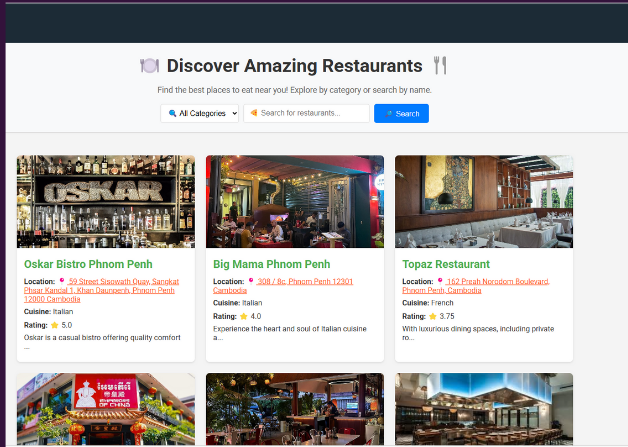 Discover Amazing Restaurants
Find the best places to eat near you! Explore by category or search by name.
All Categories
Search for restaurants...
Search
OSKAR
Oskar Bistro Phnom Penh
Location: 59 Street Sisowath Quay, Sangkat
Phsar Kandal 1, Khan Daunpenh, Phnom Penh
12000 Cambodia
Cuisine: Italian
Rating: ⭐ 5.0
Oskar is a casual bistro offering quality comfort
...
Big Mama Phnom Penh
Location: 308 / 8c, Phnom Penh 12301
Cambodia
Cuisine: Italian
Rating: ⭐ 4.0
Experience the heart and soul of Italian cuisine
a...
Topaz Restaurant
Location: 162 Preah Norodom Boulevard,
Phnom Penh, Cambodia
Cuisine: French
Rating: ⭐ 3.75
With luxurious dining spaces, including private
ro...
EMPEROR
OF CHINA